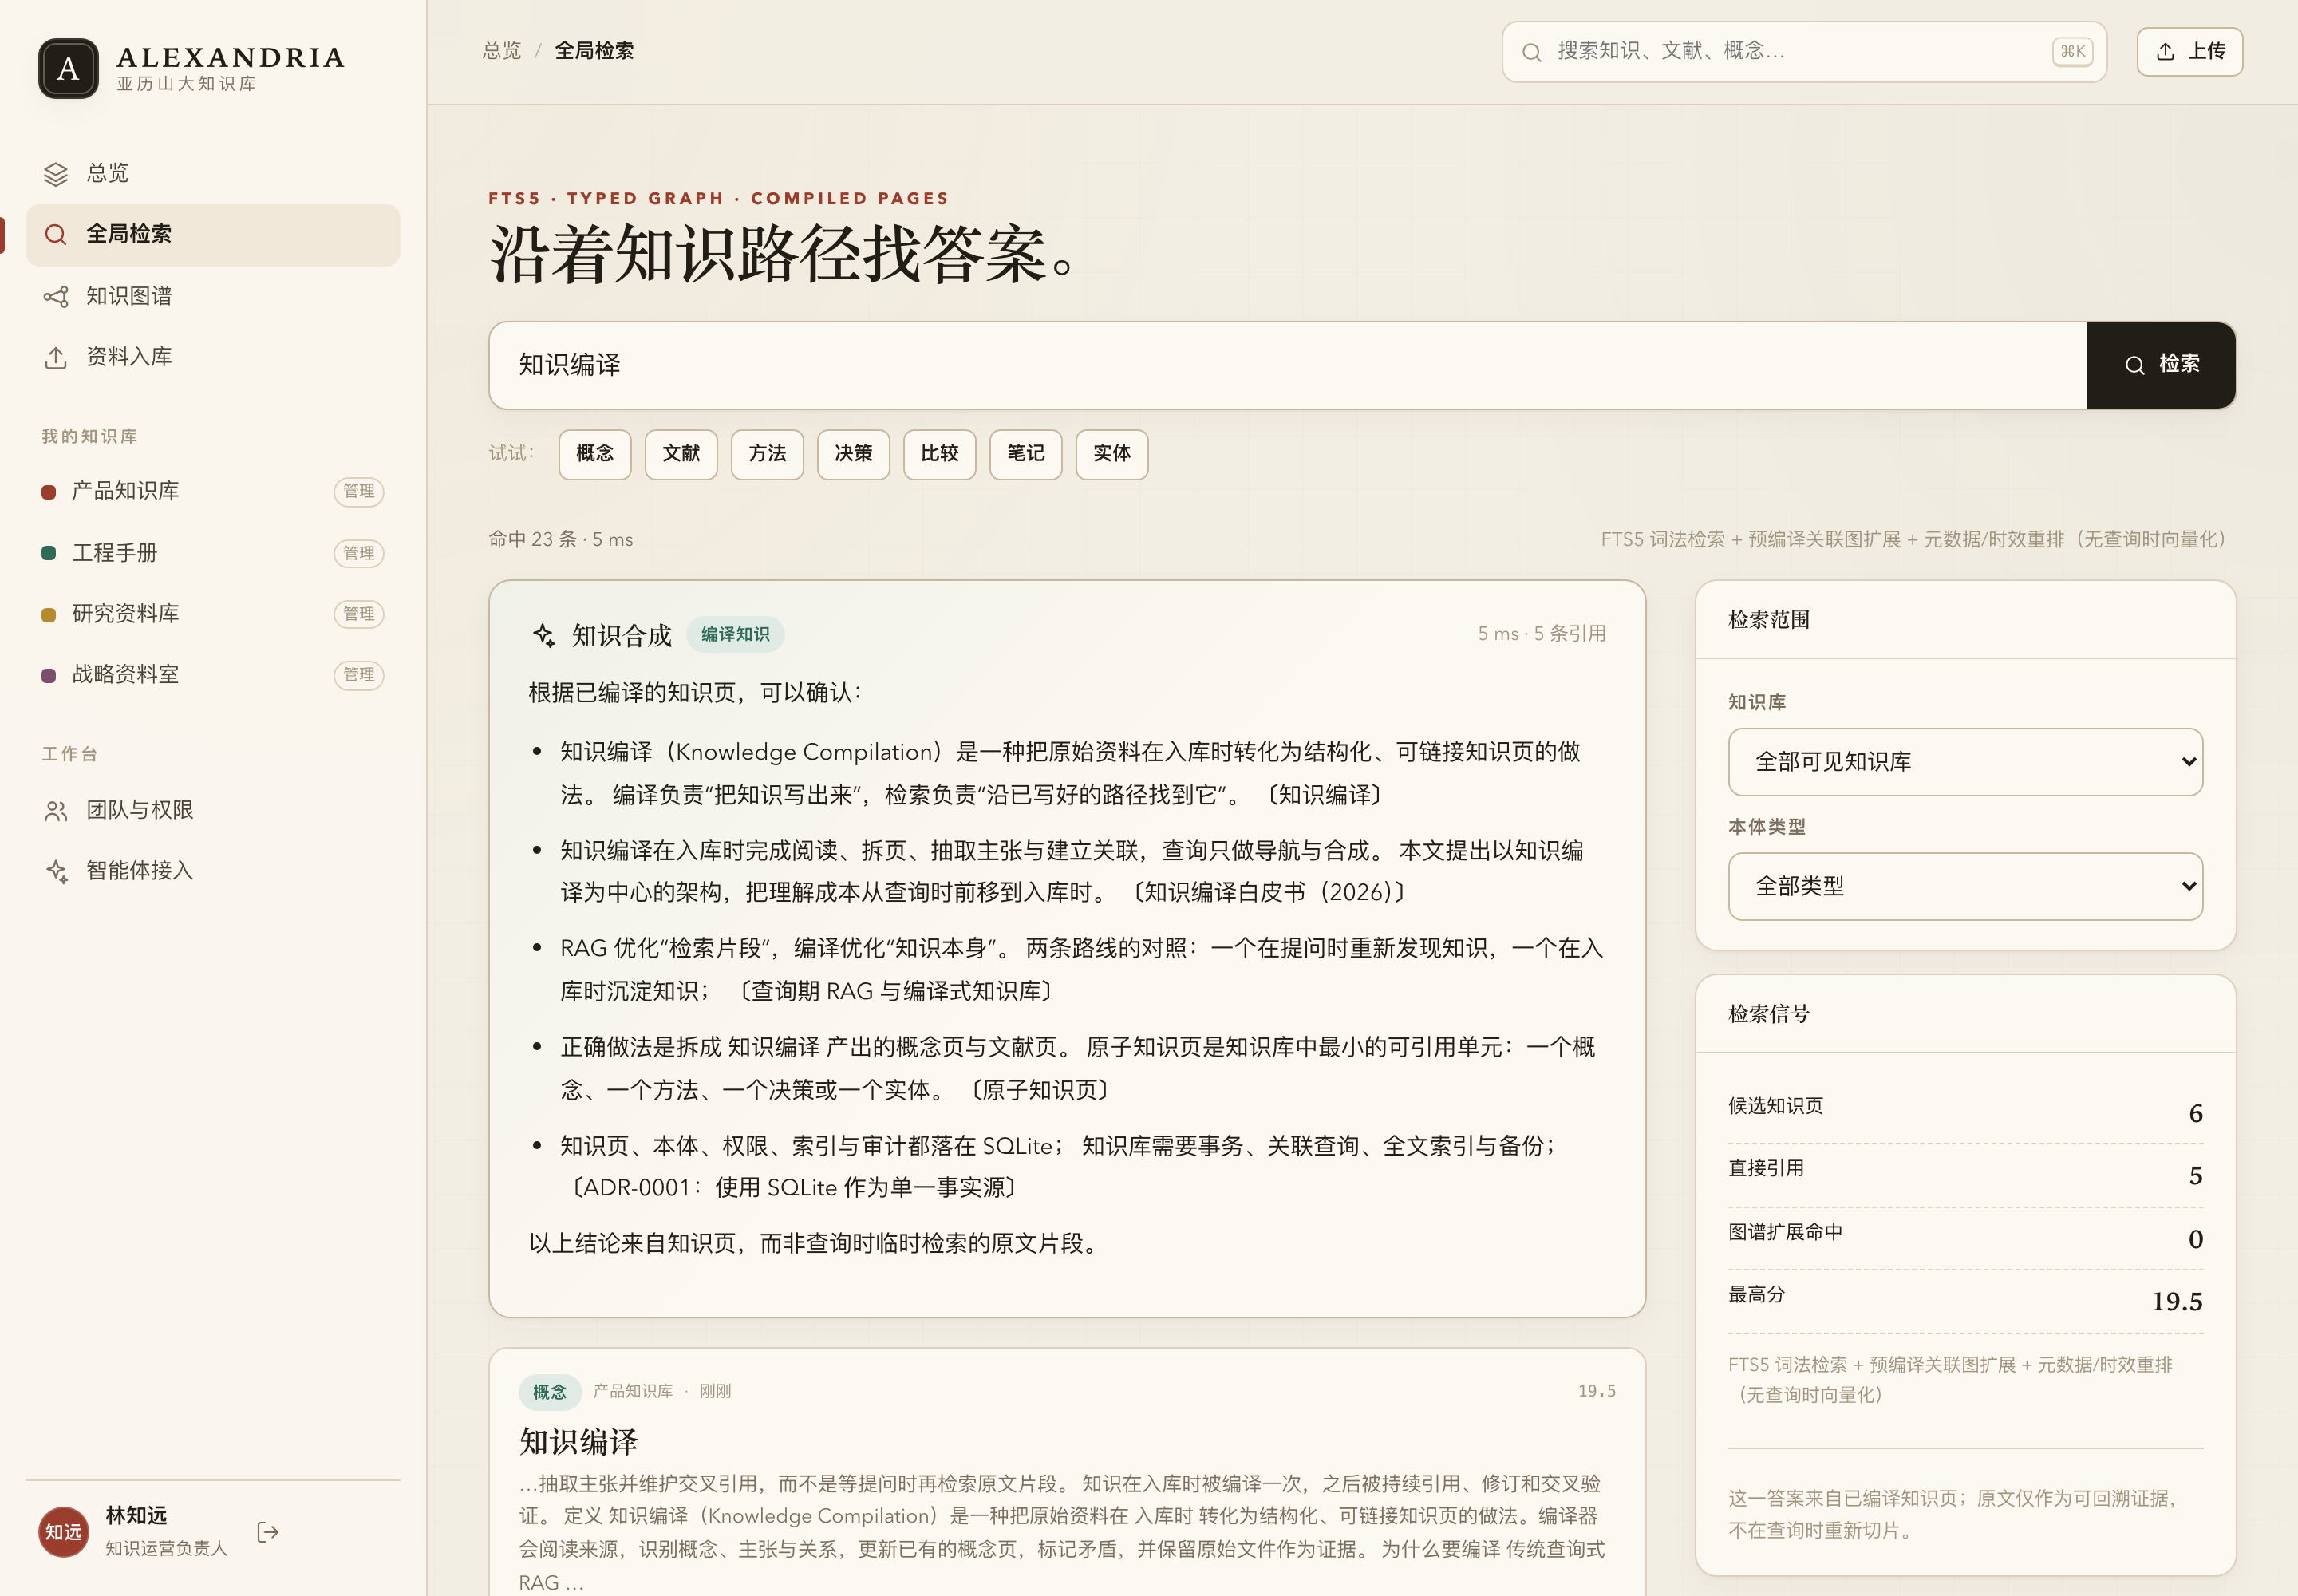 A
ALEXANDRIA
亚历山大知识库
总览
全局检索
知识图谱
资料入库
我的知识库
产品知识库 管理
工程手册 管理
研究资料库 管理
战略资料室 管理
工作台
团队与权限
智能体接入
知远
林知远
知识运营负责人
总览 / 全局检索
搜索知识、文献、概念... ⌘K
上传
FTS5 · TYPED GRAPH · COMPILED PAGES
沿着知识路径找答案。
知识编译
检索
试试： 概念 文献 方法 决策 比较 笔记 实体
命中 23 条 · 5 ms
FTS5 词法检索 + 预编译关联图扩展 + 元数据/时效重排（无查询时向量化）
知识合成 编译知识 5 ms · 5 条引用
根据已编译的知识页，可以确认：
• 知识编译（Knowledge Compilation）是一种把原始资料在入库时转化为结构化、可链接知识页的做
法。 编译负责“把知识写出来”，检索负责“沿已写好的路径找到它”。 〔知识编译〕
• 知识编译在入库时完成阅读、拆页、抽取主张与建立关联，查询只做导航与合成。 本文提出以知识编
译为中心的架构，把理解成本从查询时前移到入库时。 〔知识编译白皮书（2026）〕
• RAG 优化“检索片段”，编译优化“知识本身”。 两条路线的对照：一个在提问时重新发现知识，一个在入
库时沉淀知识； 〔查询期 RAG 与编译式知识库〕
• 正确做法是拆成 知识编译 产出的概念页与文献页。 原子知识页是知识库中最小的可引用单元：一个概
念、一个方法、一个决策或一个实体。 〔原子知识页〕
• 知识页、本体、权限、索引与审计都落在 SQLite； 知识库需要事务、关联查询、全文索引与备份；
〔ADR-0001：使用 SQLite 作为单一事实源〕
以上结论来自知识页，而非查询时临时检索的原文片段。
概念 产品知识库 · 刚刚 19.5
知识编译
…抽取主张并维护交叉引用，而不是等提问时再检索原文片段。 知识在入库时被编译一次，之后被持续引用、修订和交叉验
证。 定义 知识编译（Knowledge Compilation）是一种把原始资料在 入库时 转化为结构化、可链接知识页的做法。编译器
会阅读来源，识别概念、主张与关系，更新已有的概念页，标记矛盾，并保留原始文件作为证据。 为什么要编译 传统查询式
RAG …
检索范围
知识库
全部可见知识库
本体类型
全部类型
检索信号
候选知识页 6
直接引用 5
图谱扩展命中 0
最高分 19.5
FTS5 词法检索 + 预编译关联图扩展 + 元数据/时效重排
（无查询时向量化）
这一答案来自已编译知识页；原文仅作为可回溯证据，
不在查询时重新切片。